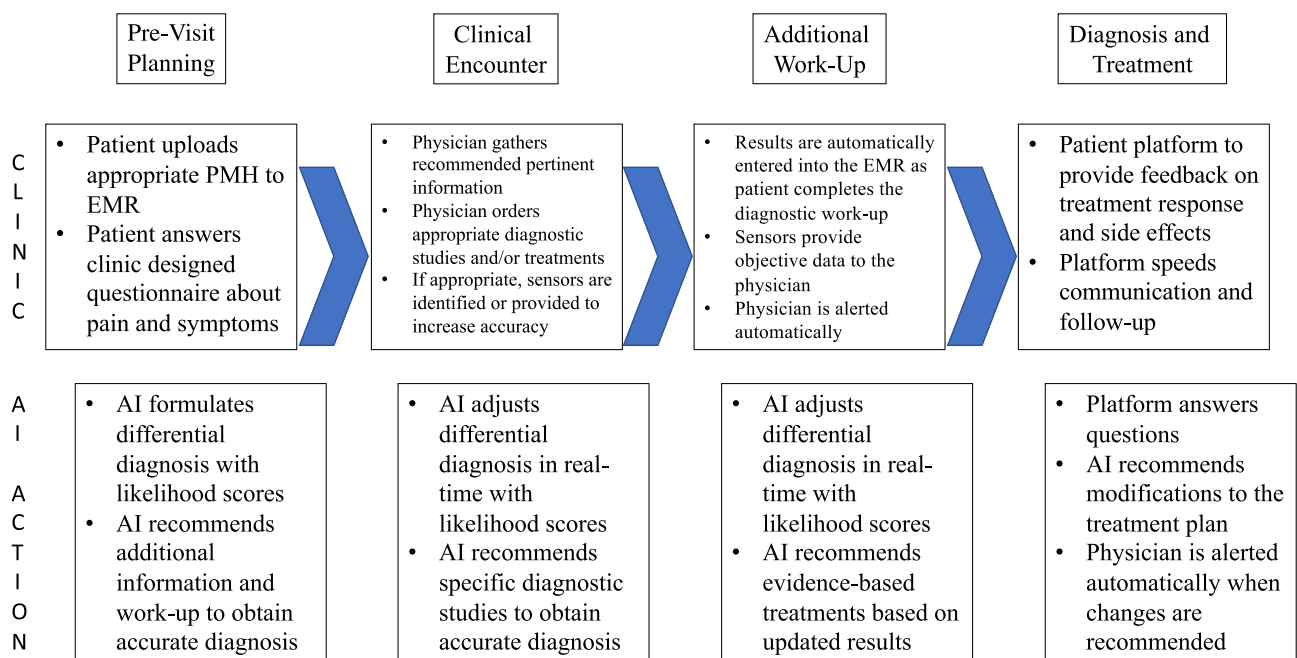 Pre-Visit
Planning
Clinical
Encounter
Additional
Work-Up
Diagnosis and
Treatment
C
L
I
N
I
C
• Patient uploads
appropriate PMH to
EMR
• Patient answers
clinic designed
questionnaire about
pain and symptoms
• Physician gathers
recommended pertinent
information
• Physician orders
appropriate diagnostic
studies and/or treatments
• If appropriate, sensors are
identified or provided to
increase accuracy
• Results are automatically
entered into the EMR as
patient completes the
diagnostic work-up
• Sensors provide
objective data to the
physician
• Physician is alerted
automatically
• Patient platform to
provide feedback on
treatment response
and side effects
• Platform speeds
communication and
follow-up
A
I
A
C
T
I
O
N
• AI formulates
differential
diagnosis with
likelihood scores
• AI recommends
additional
information and
work-up to obtain
accurate diagnosis
• AI adjusts
differential
diagnosis in real-
time with
likelihood scores
• AI recommends
specific diagnostic
studies to obtain
accurate diagnosis
• AI adjusts
differential
diagnosis in real-
time with
likelihood scores
• AI recommends
evidence-based
treatments based on
updated results
• Platform answers
questions
• AI recommends
modifications to the
treatment plan
• Physician is alerted
automatically when
changes are
recommended